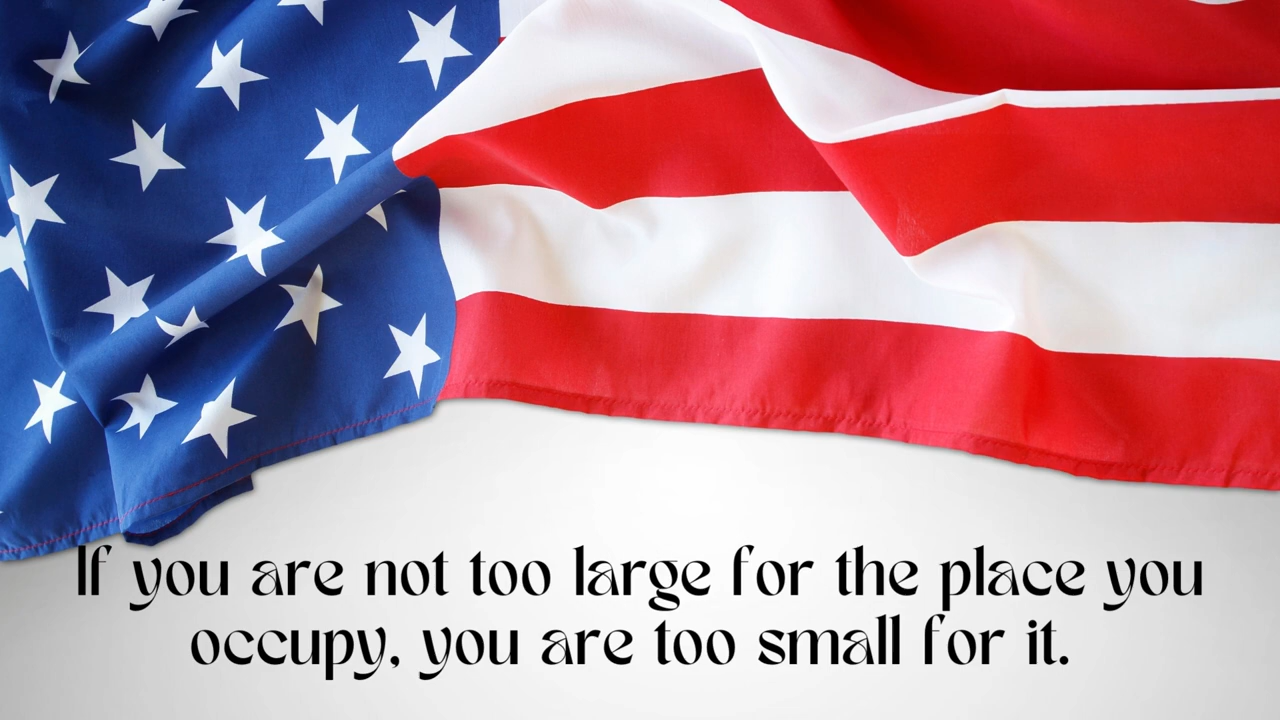 If you are not too large for the place you
occupy, you are too small for it.